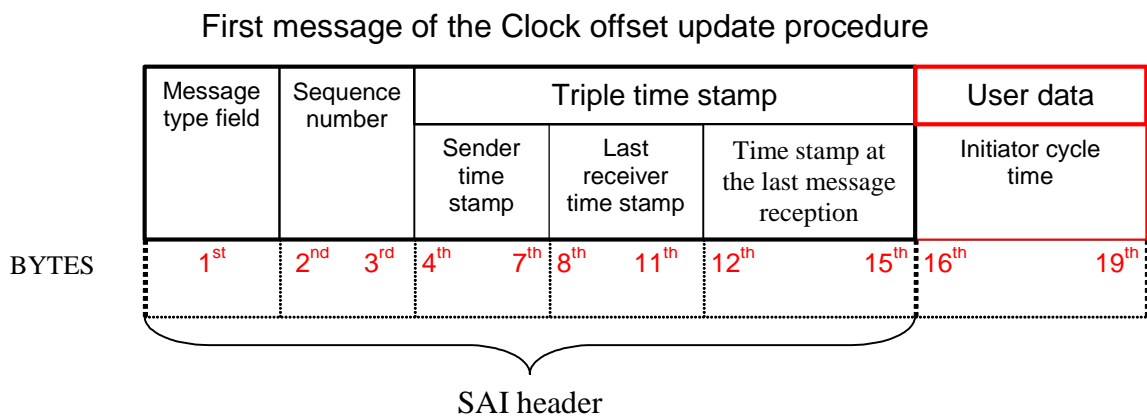 First message of the Clock offset update procedure
Message type field
Sequence number
Triple time stamp
User data
Sender time stamp
Last receiver time stamp
Time stamp at the last message reception
Initiator cycle time
BYTES 1st 2nd 3rd 4th 7th 8th 11th 12th 15th 16th 19th
SAI header